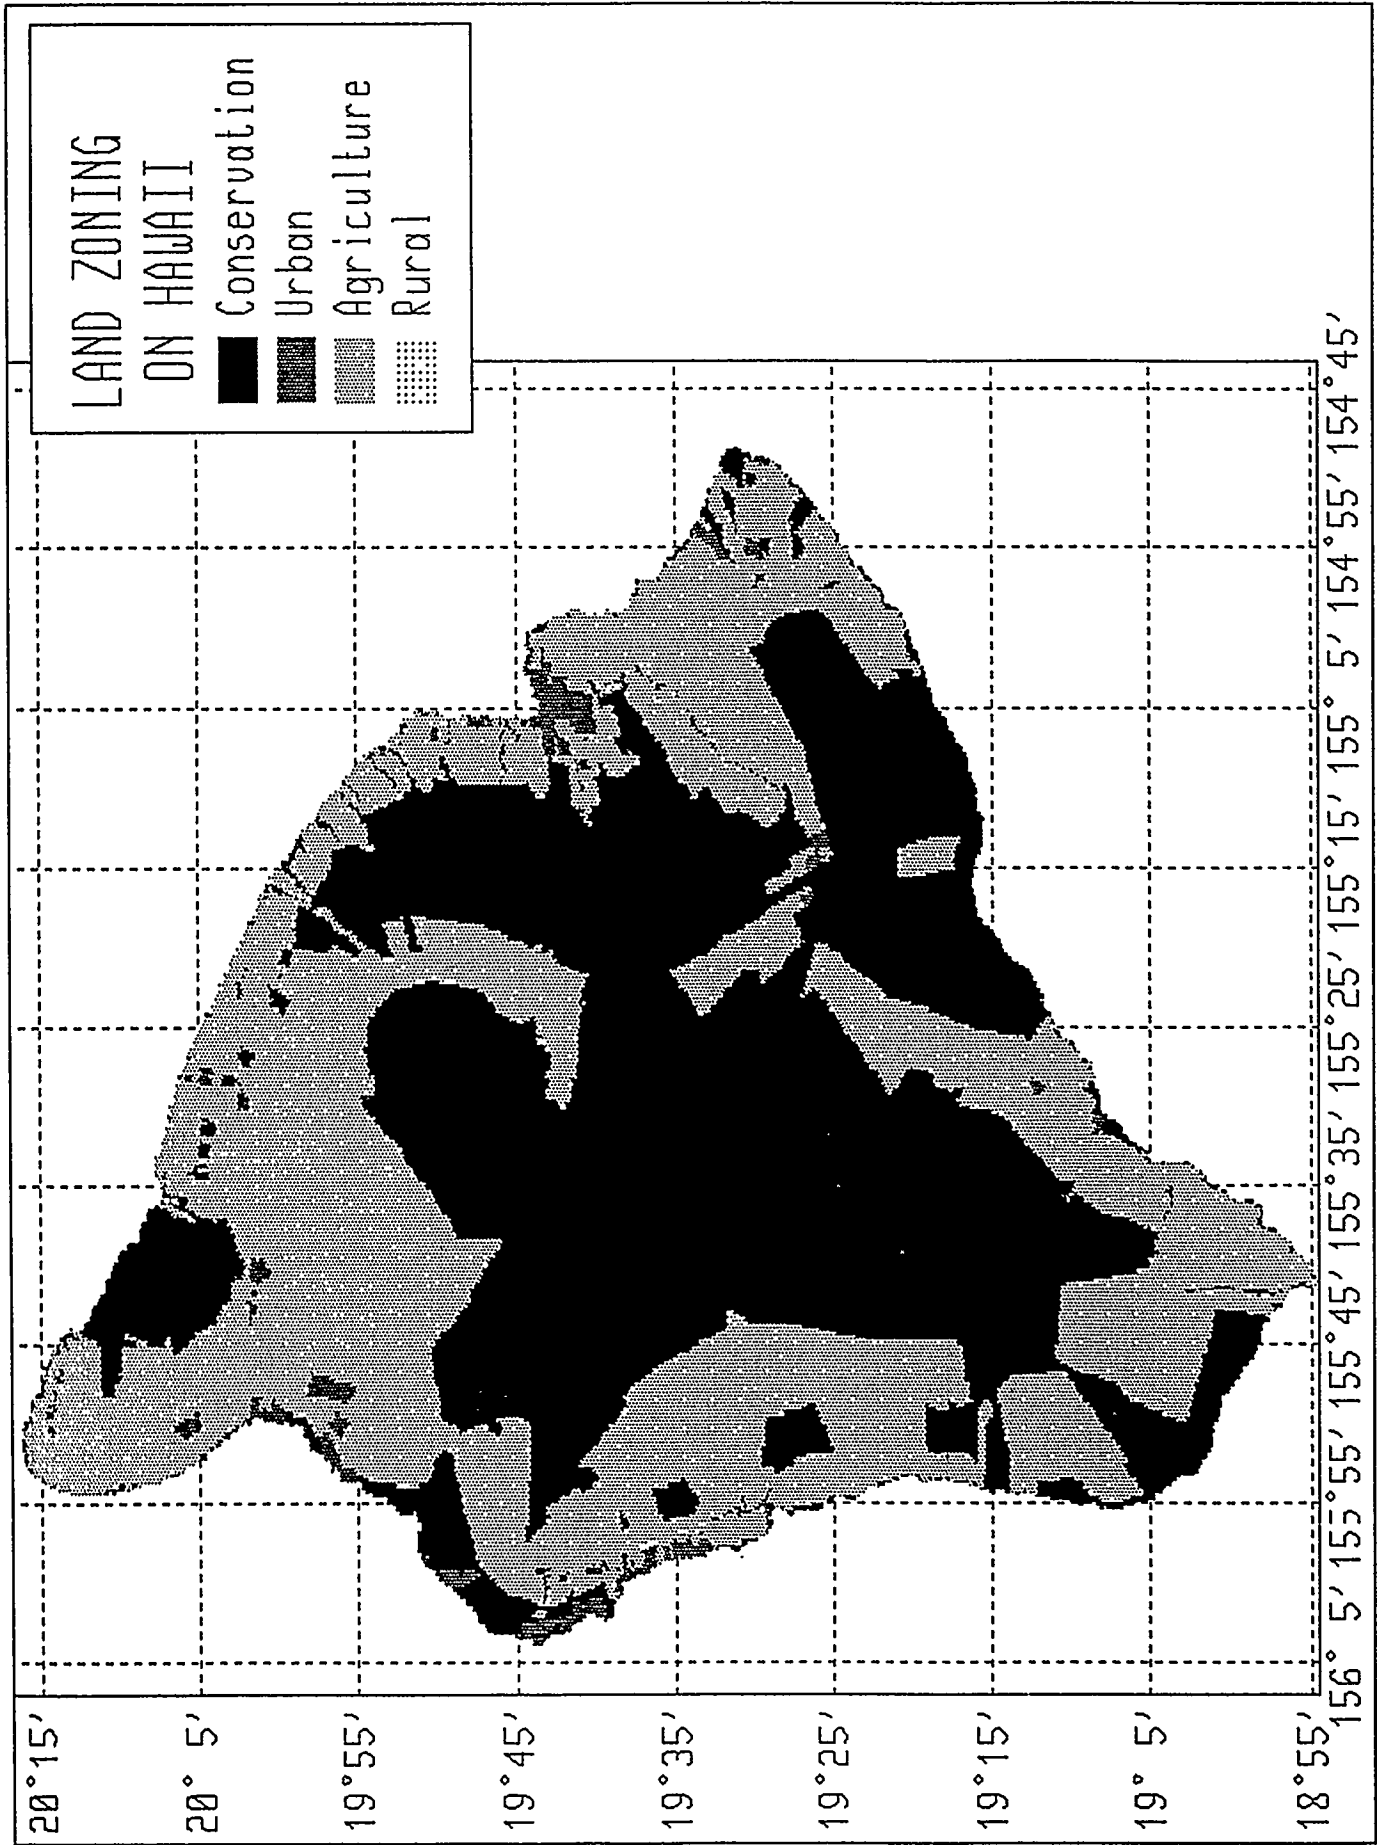 LAND ZONING
ON HAWAII
Conservation
Urban
Agriculture
Rural
20°15′
20° 5′
19°55′
19°45′
19°35′
19°25′
19°15′
19° 5′
18°55′
156° 5′ 155°55′ 155°45′ 155°35′ 155°25′ 155°15′ 155° 5′ 154°55′ 154°45′